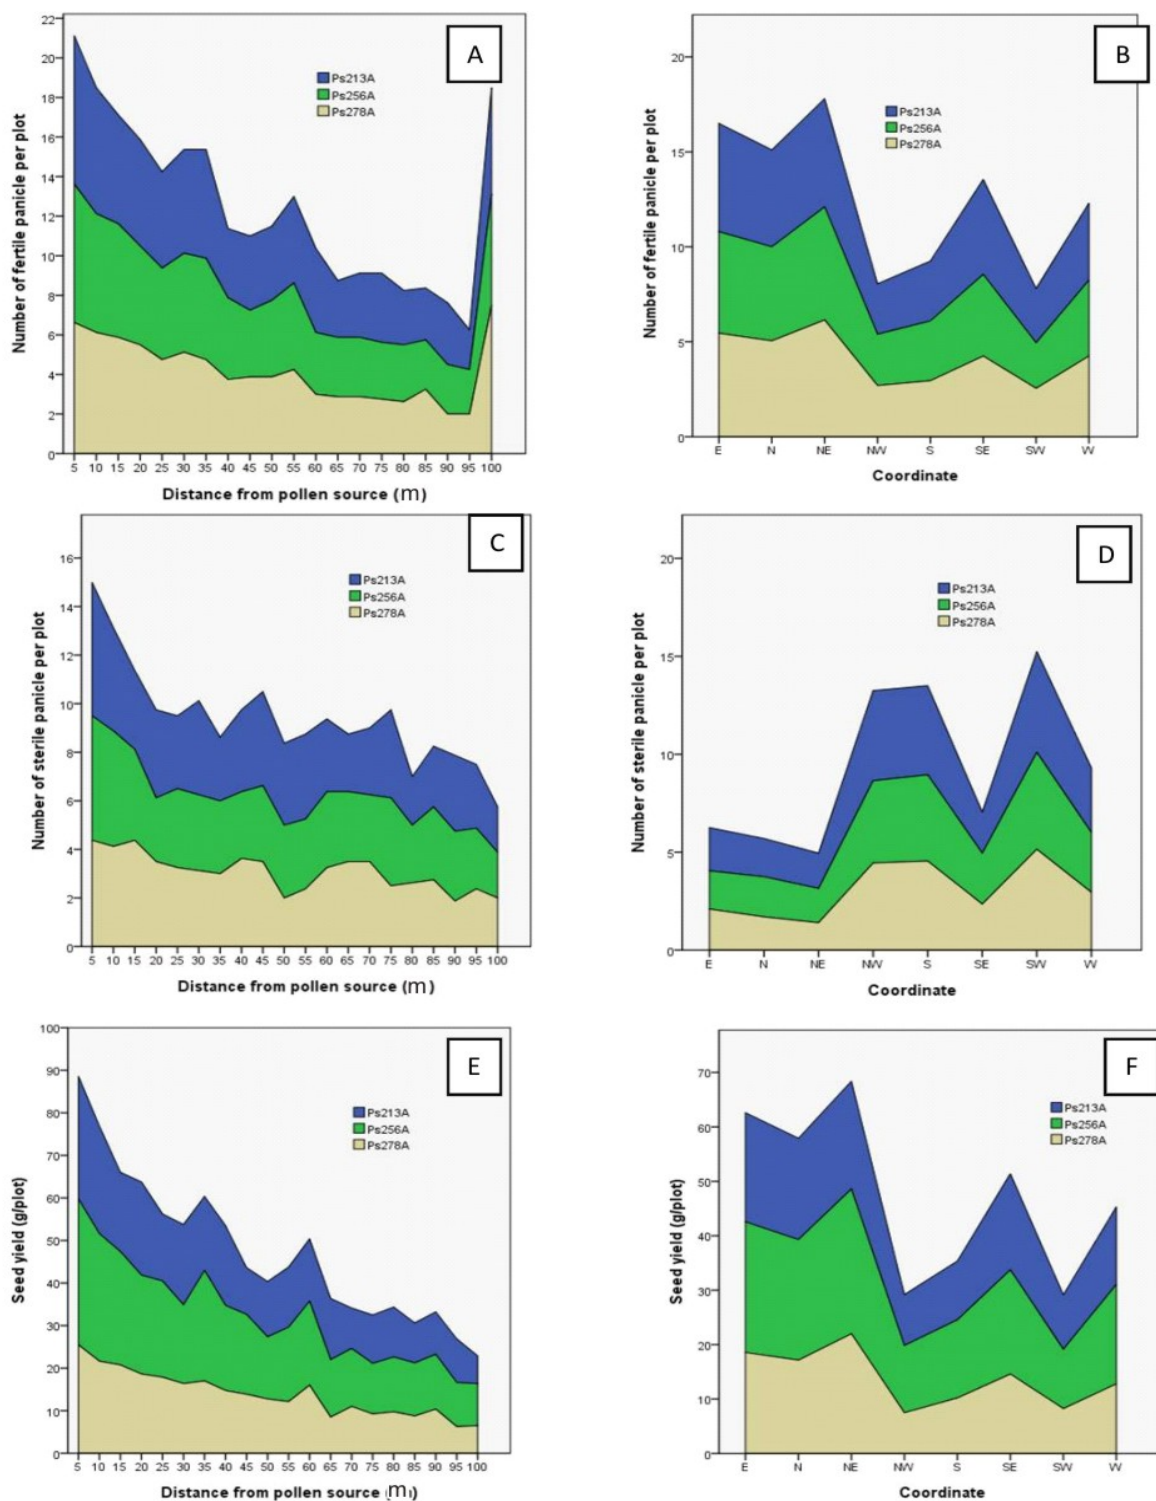 A
Ps213A
Ps256A
Ps278A
Number of fertile panicle per plot
22
20
18
16
14
12
10
8
6
4
2
0
5 10 15 20 25 30 35 40 45 50 55 60 65 70 75 80 85 90 95 100
Distance from pollen source (m)
B
Ps213A
Ps256A
Ps278A
Number of fertile panicle per plot
20
15
10
5
0
E N NE NW S SE SW W
Coordinate
C
Ps213A
Ps256A
Ps278A
Number of sterile panicle per plot
16
14
12
10
8
6
4
2
0
5 10 15 20 25 30 35 40 45 50 55 60 65 70 75 80 85 90 95 100
Distance from pollen source (m)
D
Ps213A
Ps256A
Ps278A
Number of sterile panicle per plot
20
15
10
5
0
E N NE NW S SE SW W
Coordinate
E
Ps213A
Ps256A
Ps278A
Seed yield (g/plot)
100
90
80
70
60
50
40
30
20
10
0
5 10 15 20 25 30 35 40 45 50 55 60 65 70 75 80 85 90 95 100
Distance from pollen source (m)
F
Ps213A
Ps256A
Ps278A
Seed yield (g/plot)
70
60
50
40
30
20
10
0
E N NE NW S SE SW W
Coordinate